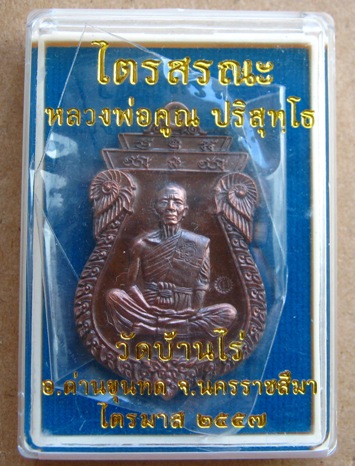 ไตรสรณะ
หลวงพ่อคูณ ปริสุทฺโธ
วัดบ้านไร่
อ.ด่านขุนทด จ.นครราชสีมา
ไตรมาส ๒๕๕๗